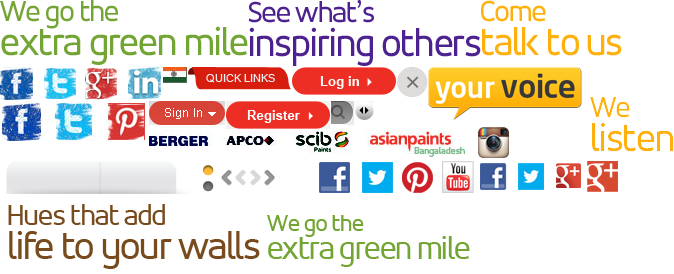 We go the
extra green mile
See what's
inspiring others
Come
talk to us
f t g+ in
QUICK LINKS
Log in
your voice
f t
Sign In
Register
We
listen
BERGER
APCO
SCIB
Paints
asianpaints
Bangladesh
f
You
Tube
f
g+
g+
Hues that add
life to your walls
We go the
extra green mile